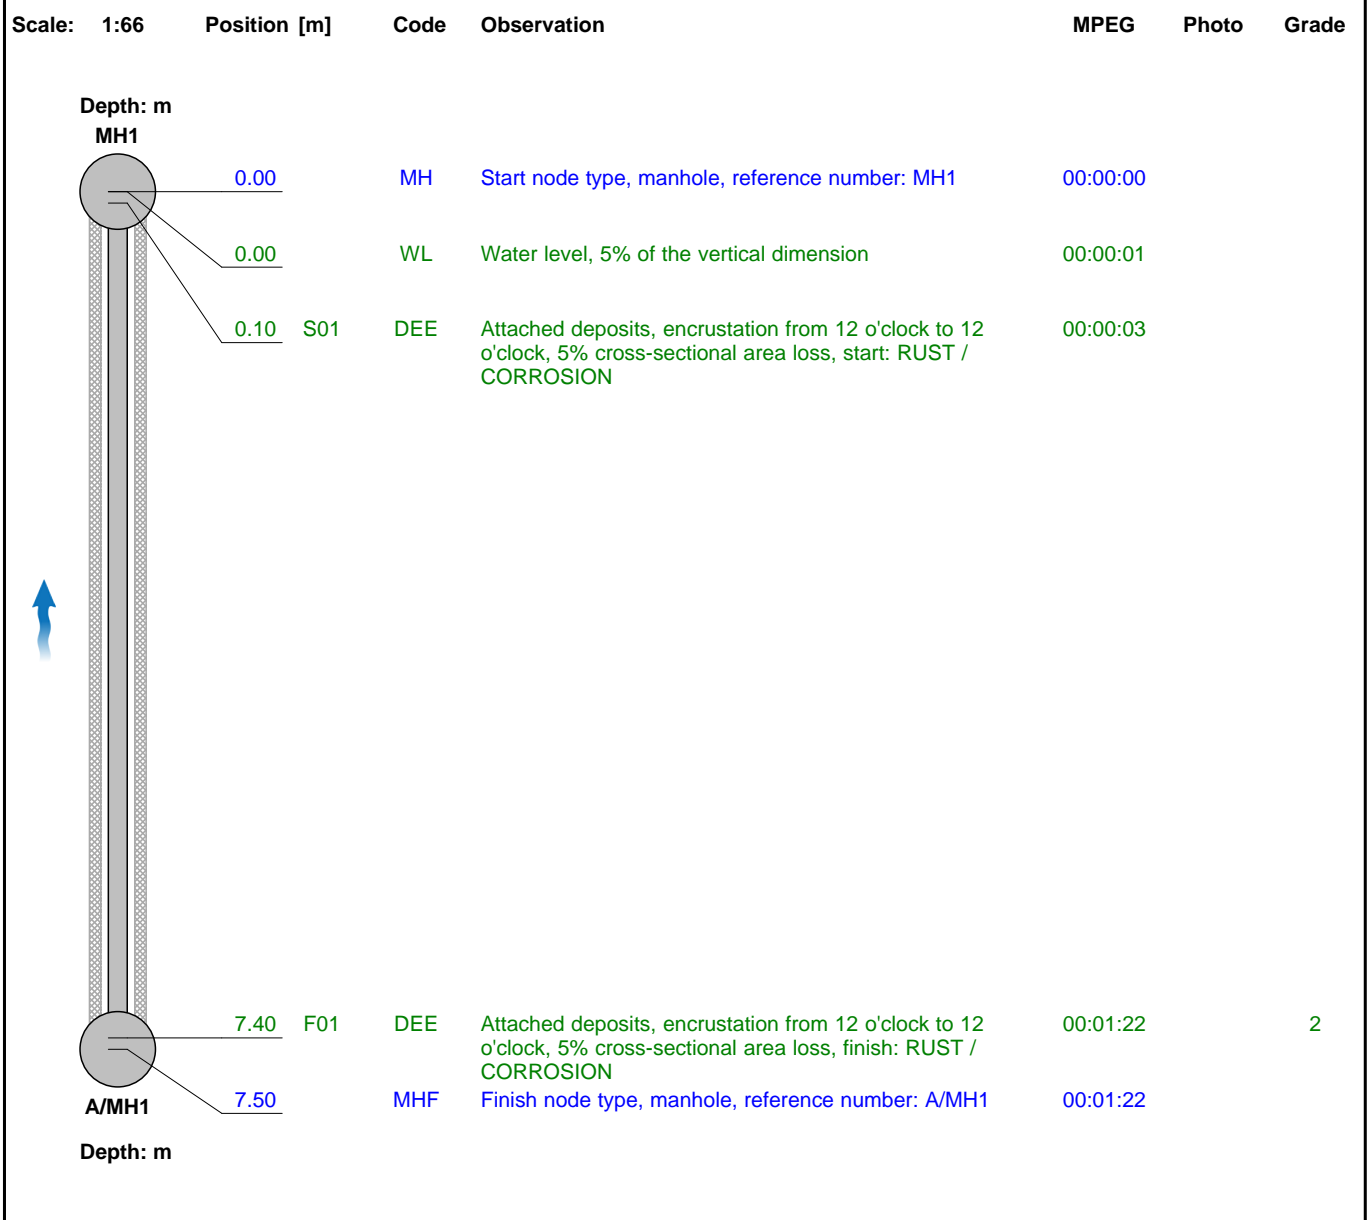 Scale: 1:66 Position [m] Code Observation MPEG Photo Grade
Depth: m
MH1
0.00 MH Start node type, manhole, reference number: MH1 00:00:00
0.00 WL Water level, 5% of the vertical dimension 00:00:01
0.10 S01 DEE Attached deposits, encrustation from 12 o'clock to 12 00:00:03
o'clock, 5% cross-sectional area loss, start: RUST /
CORROSION
7.40 F01 DEE Attached deposits, encrustation from 12 o'clock to 12 00:01:22 2
o'clock, 5% cross-sectional area loss, finish: RUST /
CORROSION
A/MH1 7.50 MHF Finish node type, manhole, reference number: A/MH1 00:01:22
Depth: m